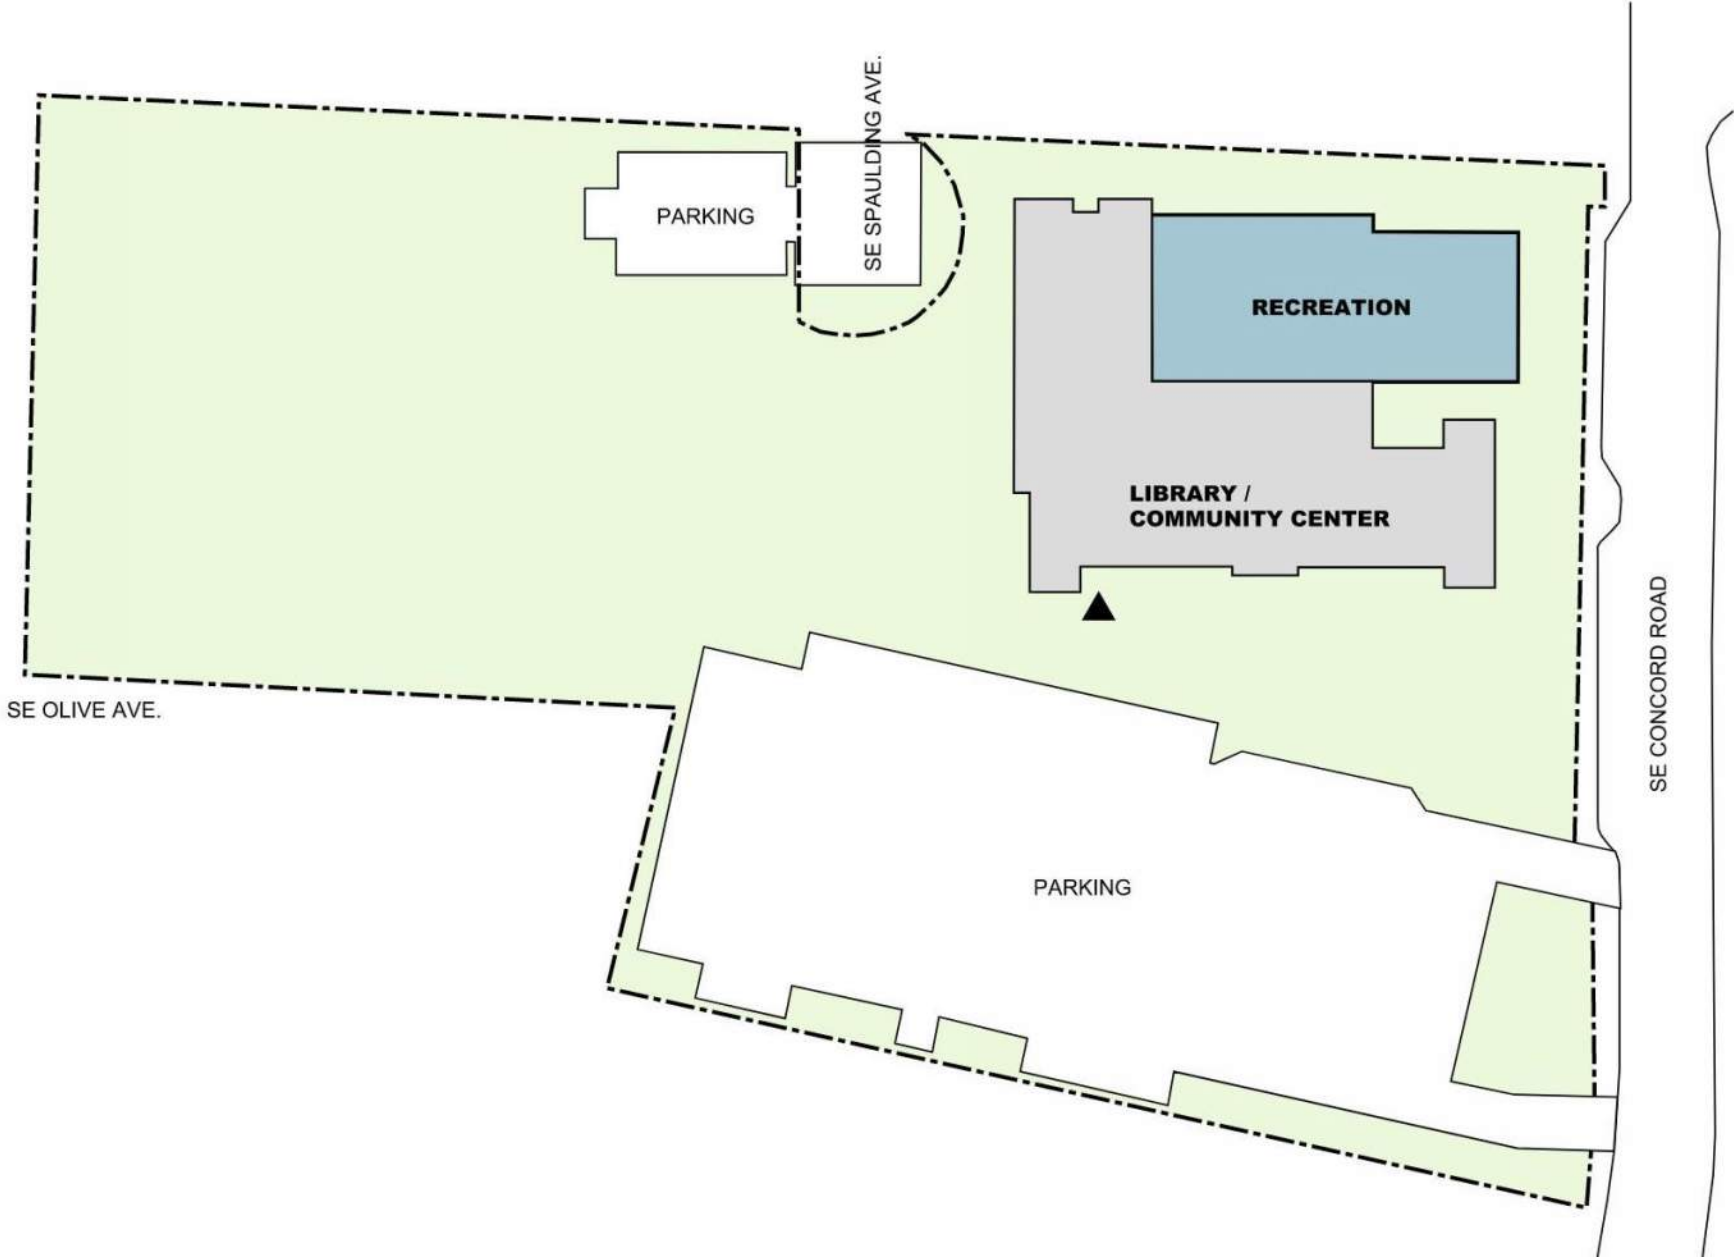 SE SPAULDING AVE.
PARKING
RECREATION
LIBRARY /
COMMUNITY CENTER
SE CONCORD ROAD
SE OLIVE AVE.
PARKING